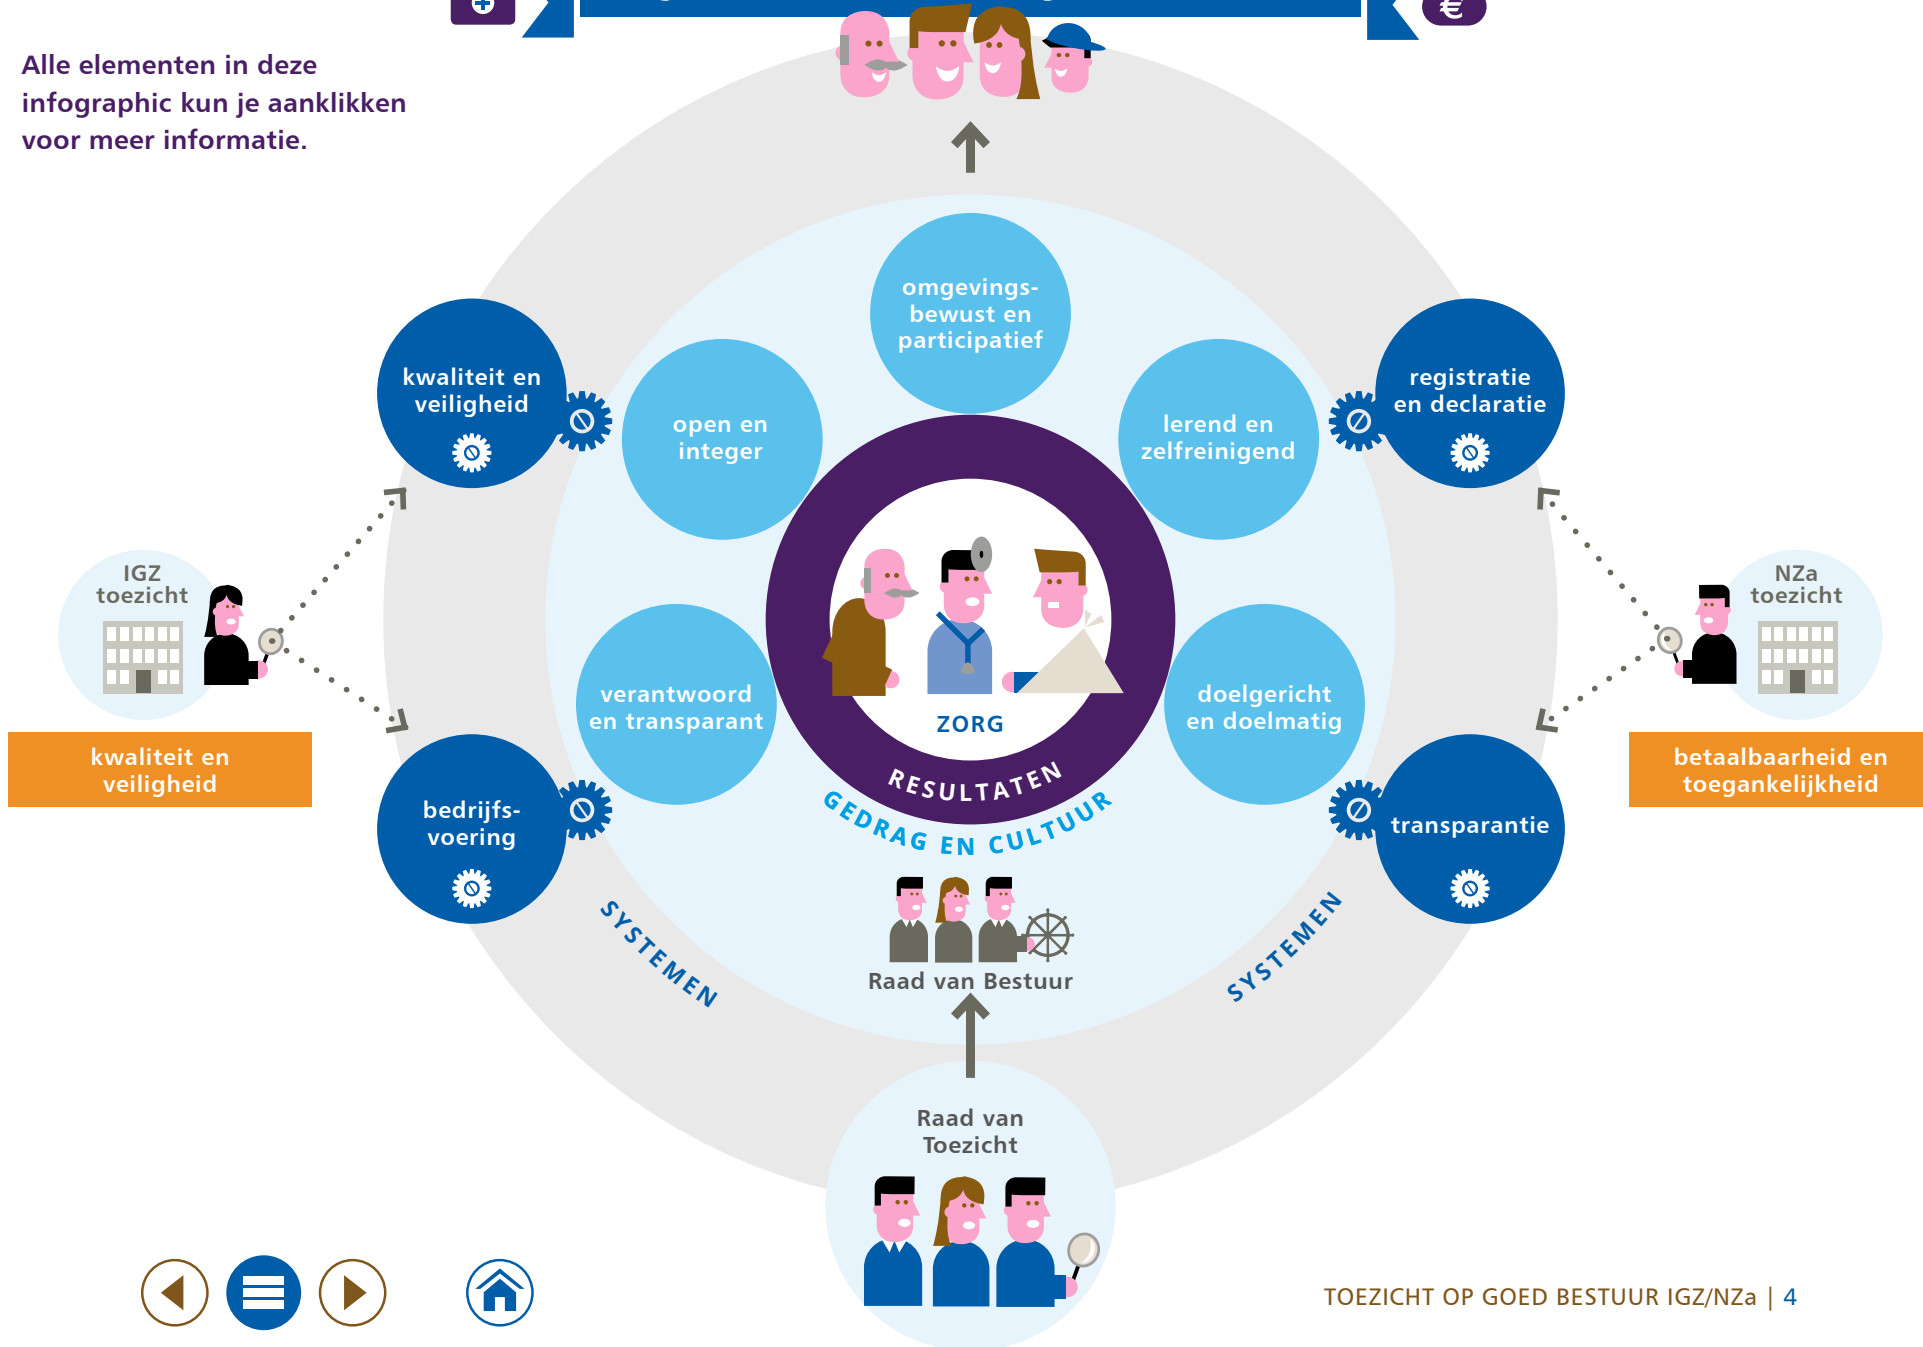 €
Alle elementen in deze
infographic kun je aanklikken
voor meer informatie.
omgevings-
bewust en
participatief
kwaliteit en
veiligheid
registratie
en declaratie
open en
integer
lerend en
zelfreinigend
IGZ
toezicht
NZa
toezicht
verantwoord
en transparant
doelgericht
en doelmatig
ZORG
RESULTATEN
GEDRAG EN CULTUUR
kwaliteit en
veiligheid
betaalbaarheid en
toegankelijkheid
bedrijfs-
voering
transparantie
SYSTEMEN
SYSTEMEN
Raad van Bestuur
Raad van
Toezicht
TOEZICHT OP GOED BESTUUR IGZ/NZa | 4